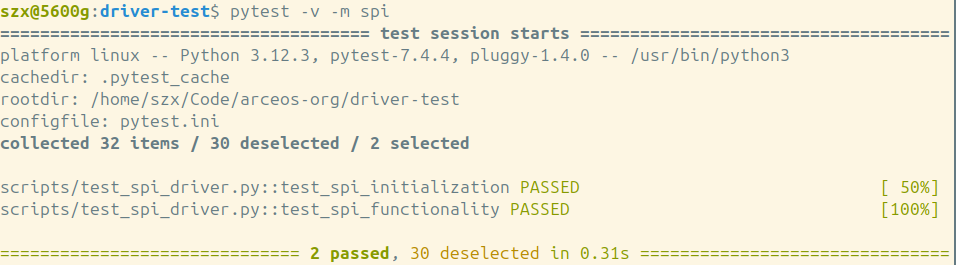 szx@5600g:driver-test$ pytest -v -m spi
===================================== test session starts =====================================
platform linux -- Python 3.12.3, pytest-7.4.4, pluggy-1.4.0 -- /usr/bin/python3
cachedir: .pytest_cache
rootdir: /home/szx/Code/arceos-org/driver-test
configfile: pytest.ini
collected 32 items / 30 deselected / 2 selected
scripts/test_spi_driver.py::test_spi_initialization PASSED [ 50%]
scripts/test_spi_driver.py::test_spi_functionality PASSED [100%]
============================== 2 passed, 30 deselected in 0.31s ===============================